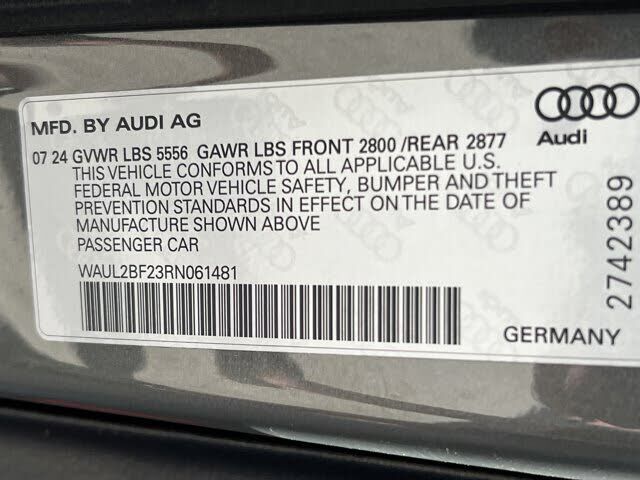 MFD. BY AUDI AG
07 24 GVWR LBS 5556 GAWR LBS FRONT 2800 /REAR 2877
THIS VEHICLE CONFORMS TO ALL APPLICABLE U.S.
FEDERAL MOTOR VEHICLE SAFETY, BUMPER AND THEFT
PREVENTION STANDARDS IN EFFECT ON THE DATE OF
MANUFACTURE SHOWN ABOVE
PASSENGER CAR
WAUL2BF23RN061481
Audi
2742389
GERMANY